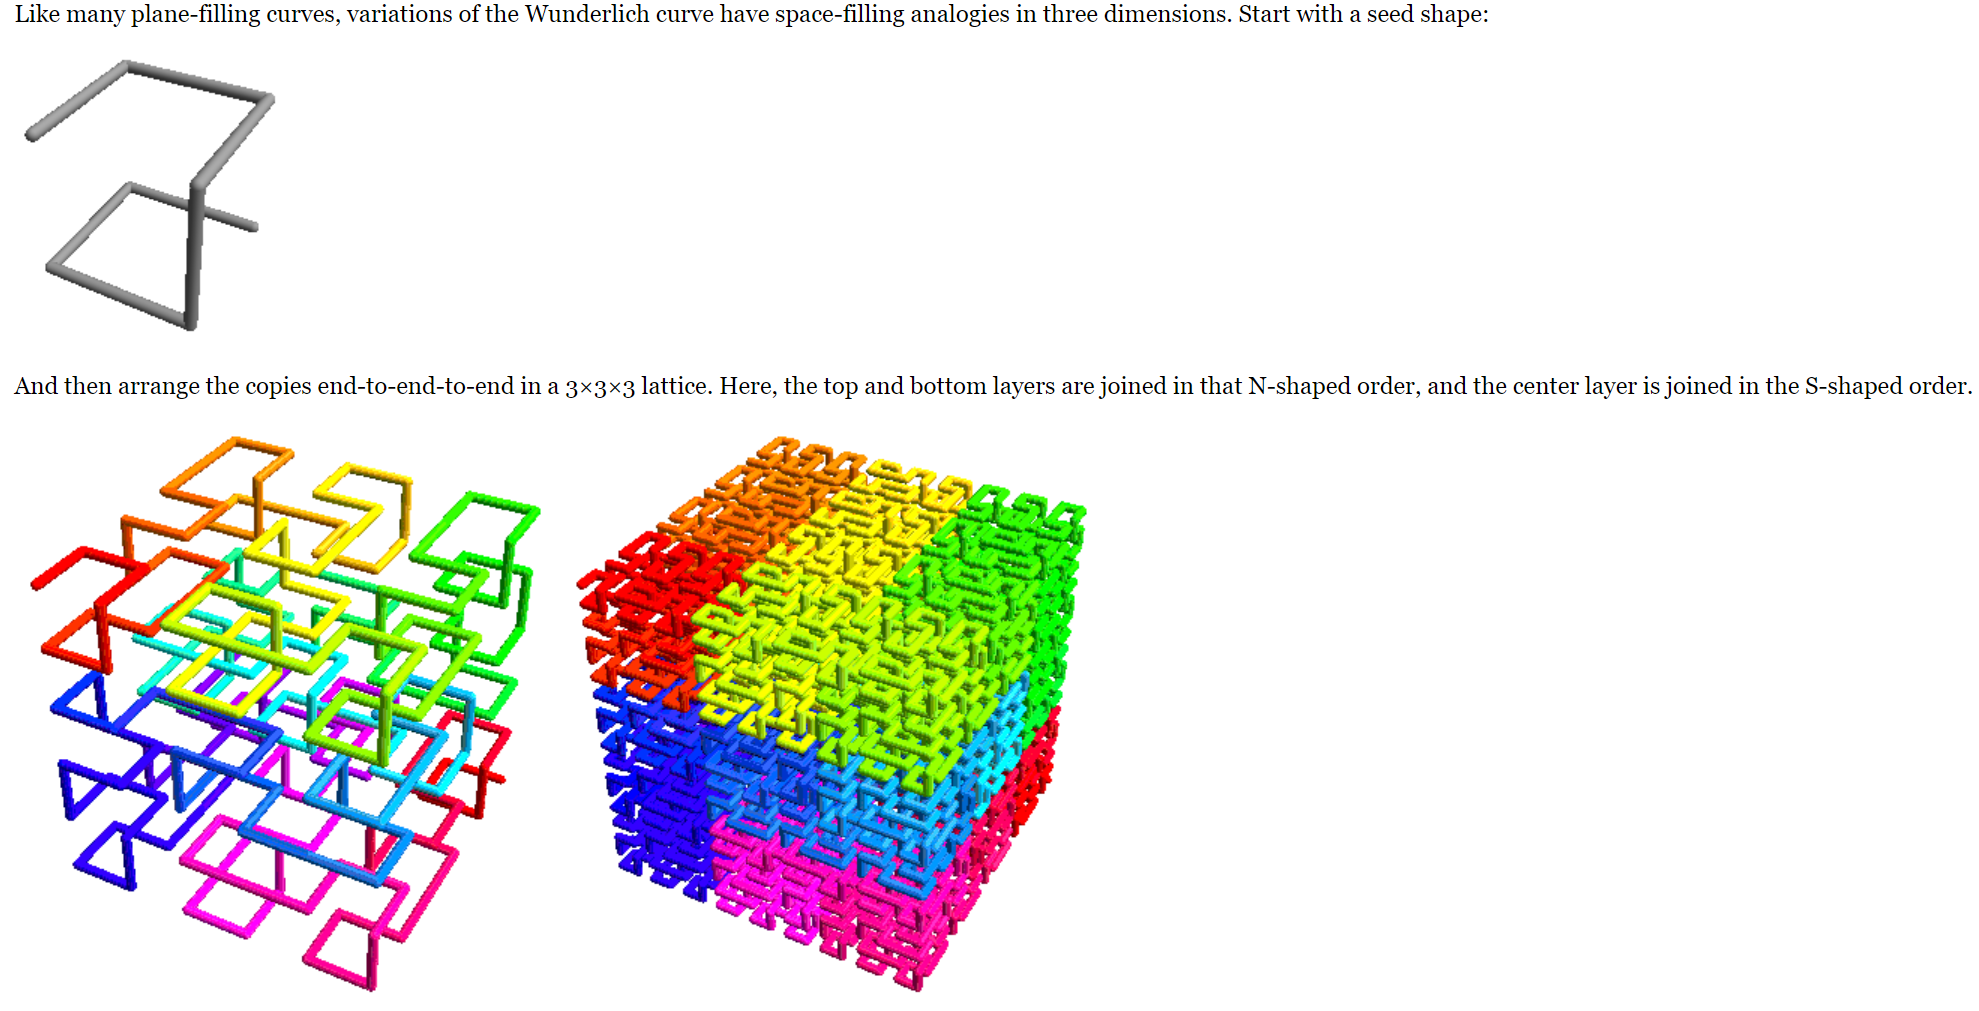 Like many plane-filling curves, variations of the Wunderlich curve have space-filling analogies in three dimensions. Start with a seed shape:
And then arrange the copies end-to-end-to-end in a 3×3×3 lattice. Here, the top and bottom layers are joined in that N-shaped order, and the center layer is joined in the S-shaped order.